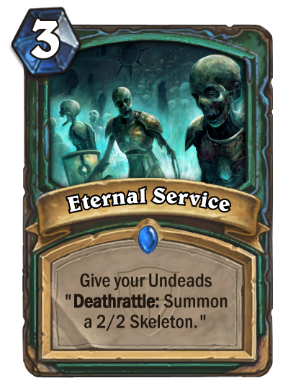 3
Eternal Service
Give your Undeads
"Deathrattle: Summon
a 2/2 Skeleton."